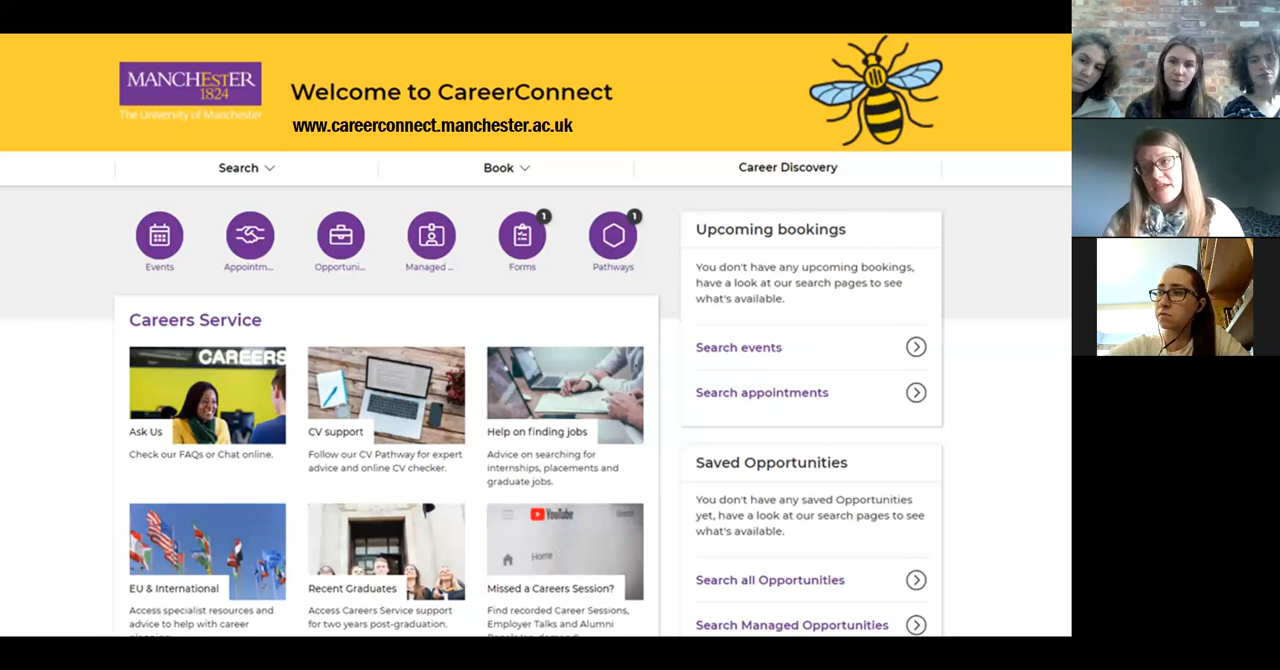 MANCHESTER
1824
The University of Manchester
Welcome to CareerConnect
www.careerconnect.manchester.ac.uk
Search
Book
Career Discovery
1
1
Events
Appointm...
Opportuni...
Managed ...
Forms
Pathways
Careers Service
CAREERS
Ask Us
Check our FAQs or Chat online.
CV support
Follow our CV Pathway for expert
advice and online CV checker.
Help on finding jobs
Advice on searching for
internships, placements and
graduate jobs.
EU & International
Access specialist resources and
advice to help with career
Recent Graduates
Access Careers Service support
for two years post-graduation.
YouTube
Home
Missed a Careers Session?
Find recorded Career Sessions,
Employer Talks and Alumni
Upcoming bookings
You don't have any upcoming bookings,
have a look at our search pages to see
what's available.
Search events
Search appointments
Saved Opportunities
You don't have any saved Opportunities
yet, have a look at our search pages to see
what's available.
Search all Opportunities
Search Managed Opportunities